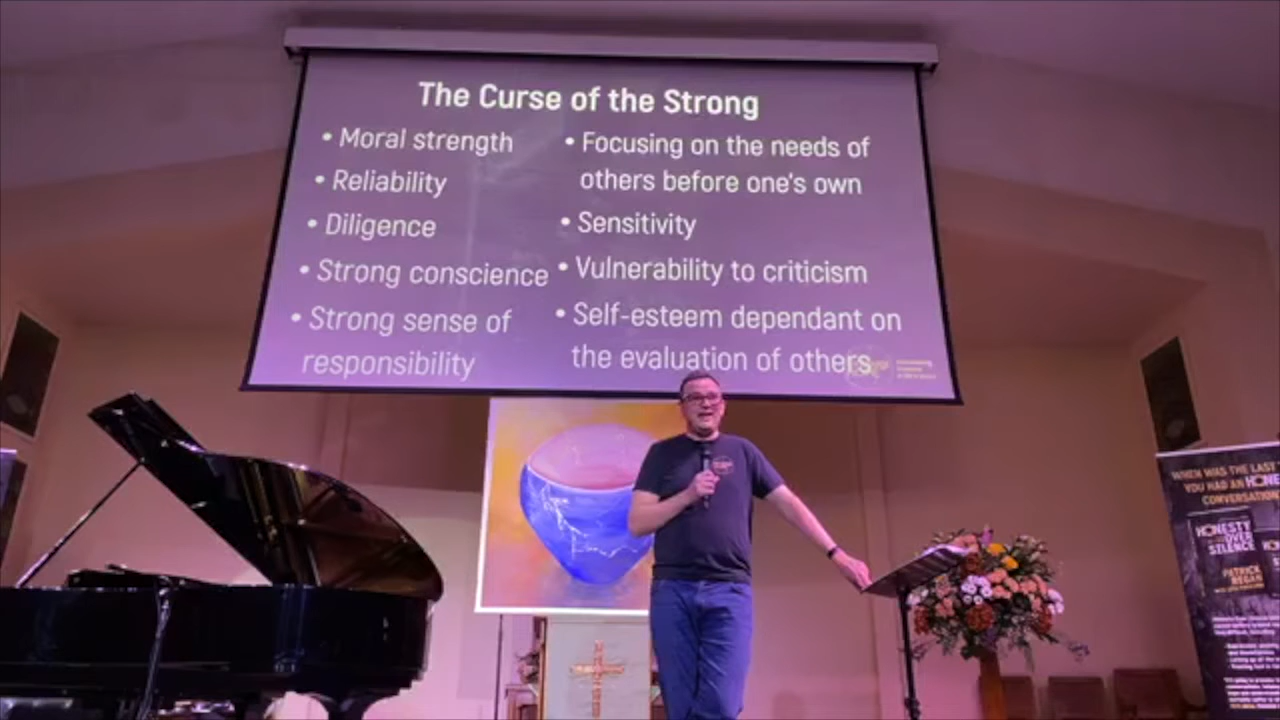 The Curse of the Strong
• Moral strength
• Reliability
• Diligence
• Strong conscience
• Strong sense of
responsibility
• Focusing on the needs of
others before one's own
• Sensitivity
• Vulnerability to criticism
• Self-esteem dependant on
the evaluation of others
WHEN WAS THE LAST
YOU HAD AN HONE
CONVERSATION
HONESTY
OVER
SILENCE
PATRICK
REGAN